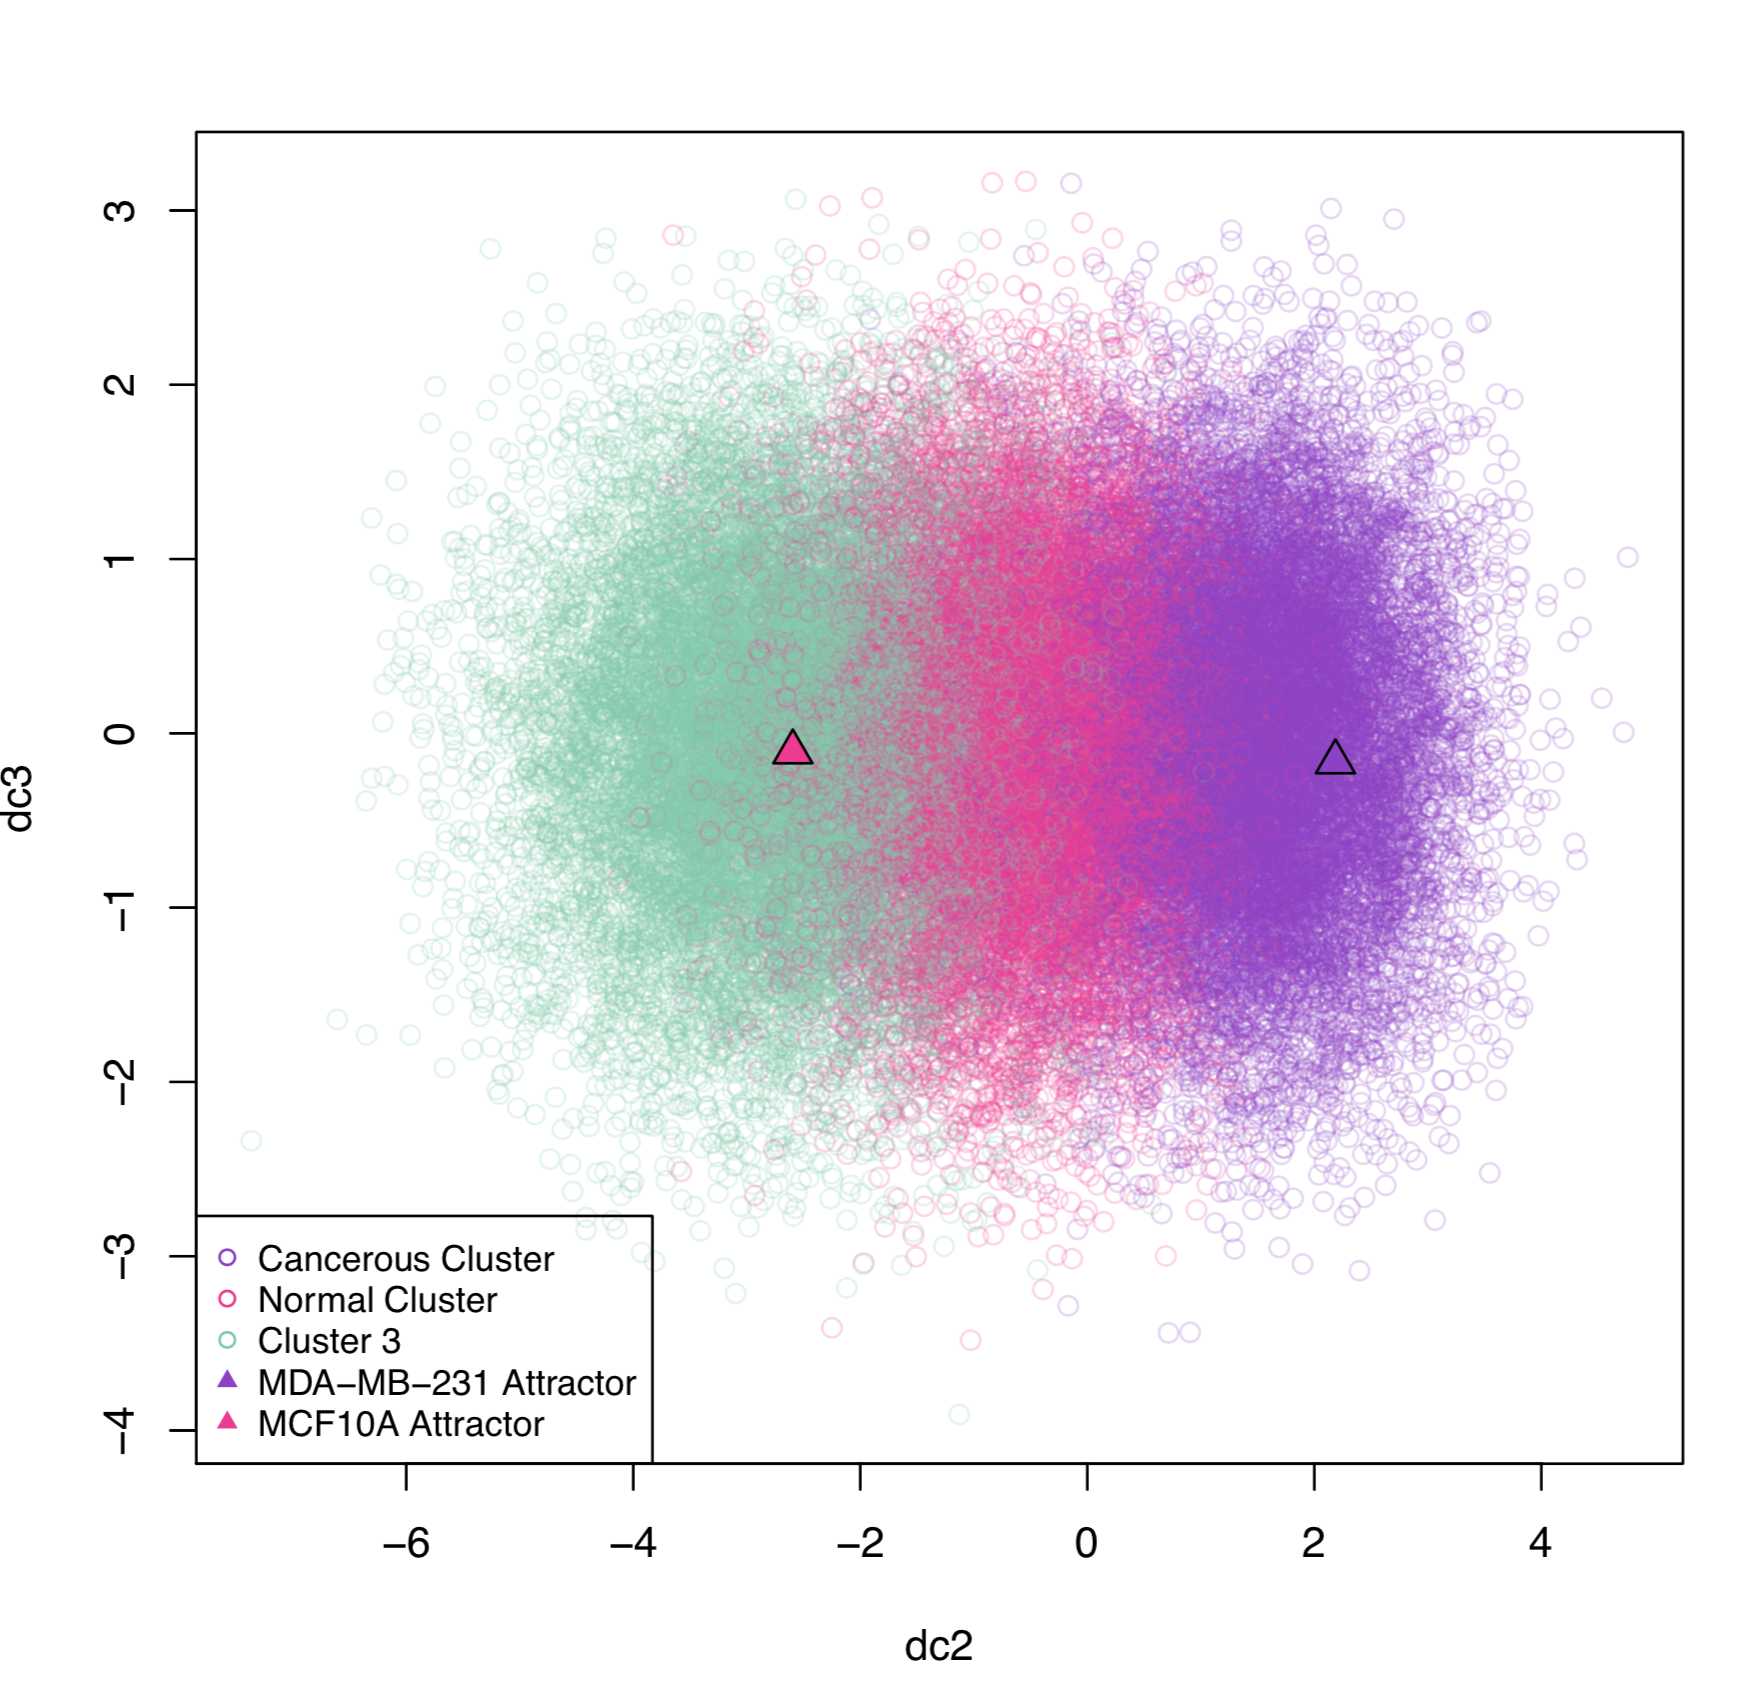 3
2
1
0
−1
−2
−3
−4
dc3
Cancerous Cluster
Normal Cluster
Cluster 3
MDA−MB−231 Attractor
MCF10A Attractor
−6 −4 −2 0 2 4
dc2